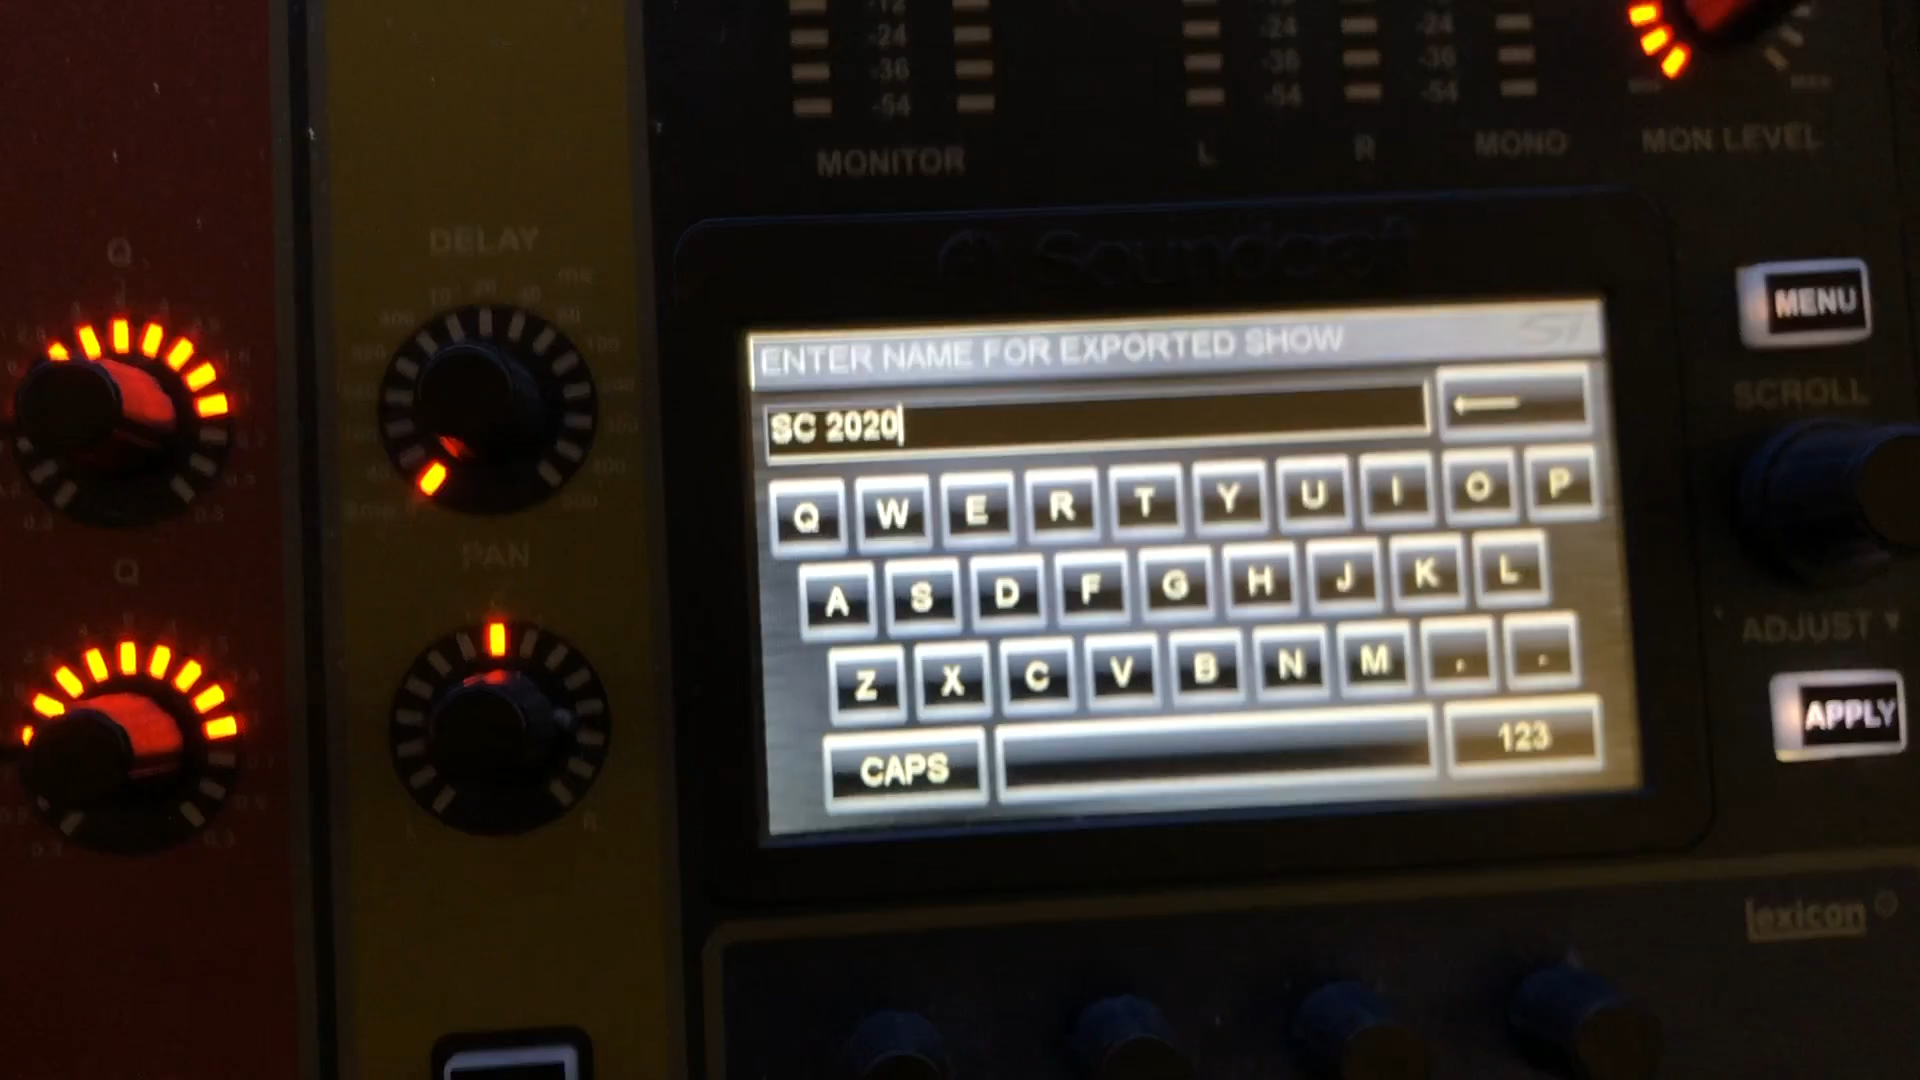 -12
-24 -24 -24
-36 -36 -36
-54 -54 -54
MONITOR L R MONO MON LEVEL
Soundcraft
DELAY
ms
Q
MENU
ENTER NAME FOR EXPORTED SHOW Si
SC 2020
SCROLL
Q W E R T Y U I O P
A S D F G H J K L
PAN
Q
Z X C V B N M , .
ADJUST
APPLY
CAPS 123
lexicon